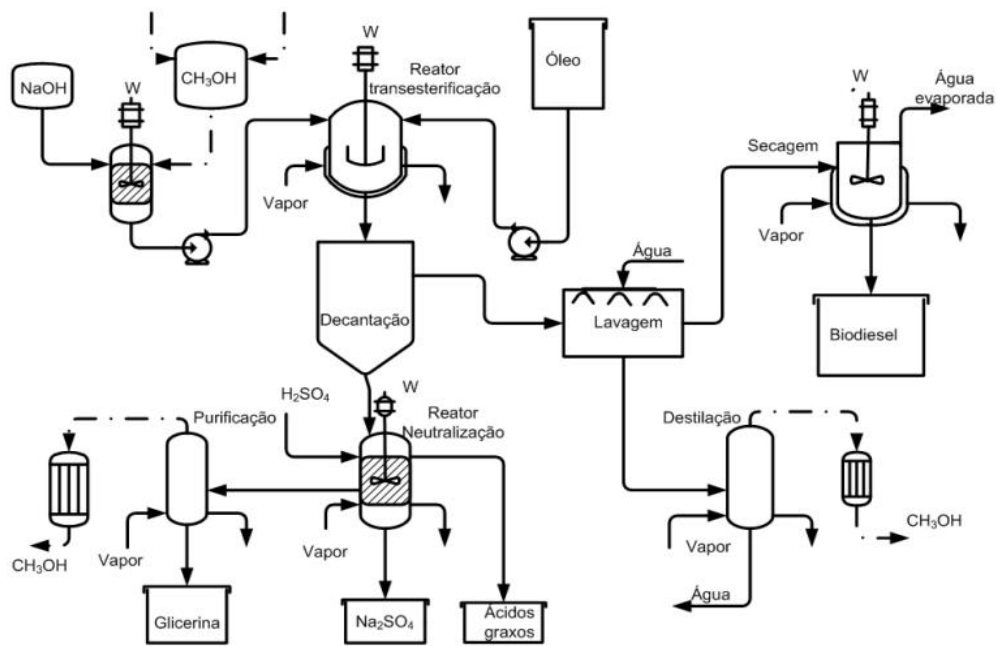 W
W
Óleo
Reator
transesterificação
NaOH
CH₃OH
W
Água
evaporada
Secagem
Vapor
Vapor
Água
Decantação
Lavagem
Biodiesel
H₂SO₄
W
Purificação
Reator
Neutralização
Destilação
CH₃OH
Vapor
Vapor
Vapor
CH₃OH
Água
Glicerina
Na₂SO₄
Ácidos
graxos